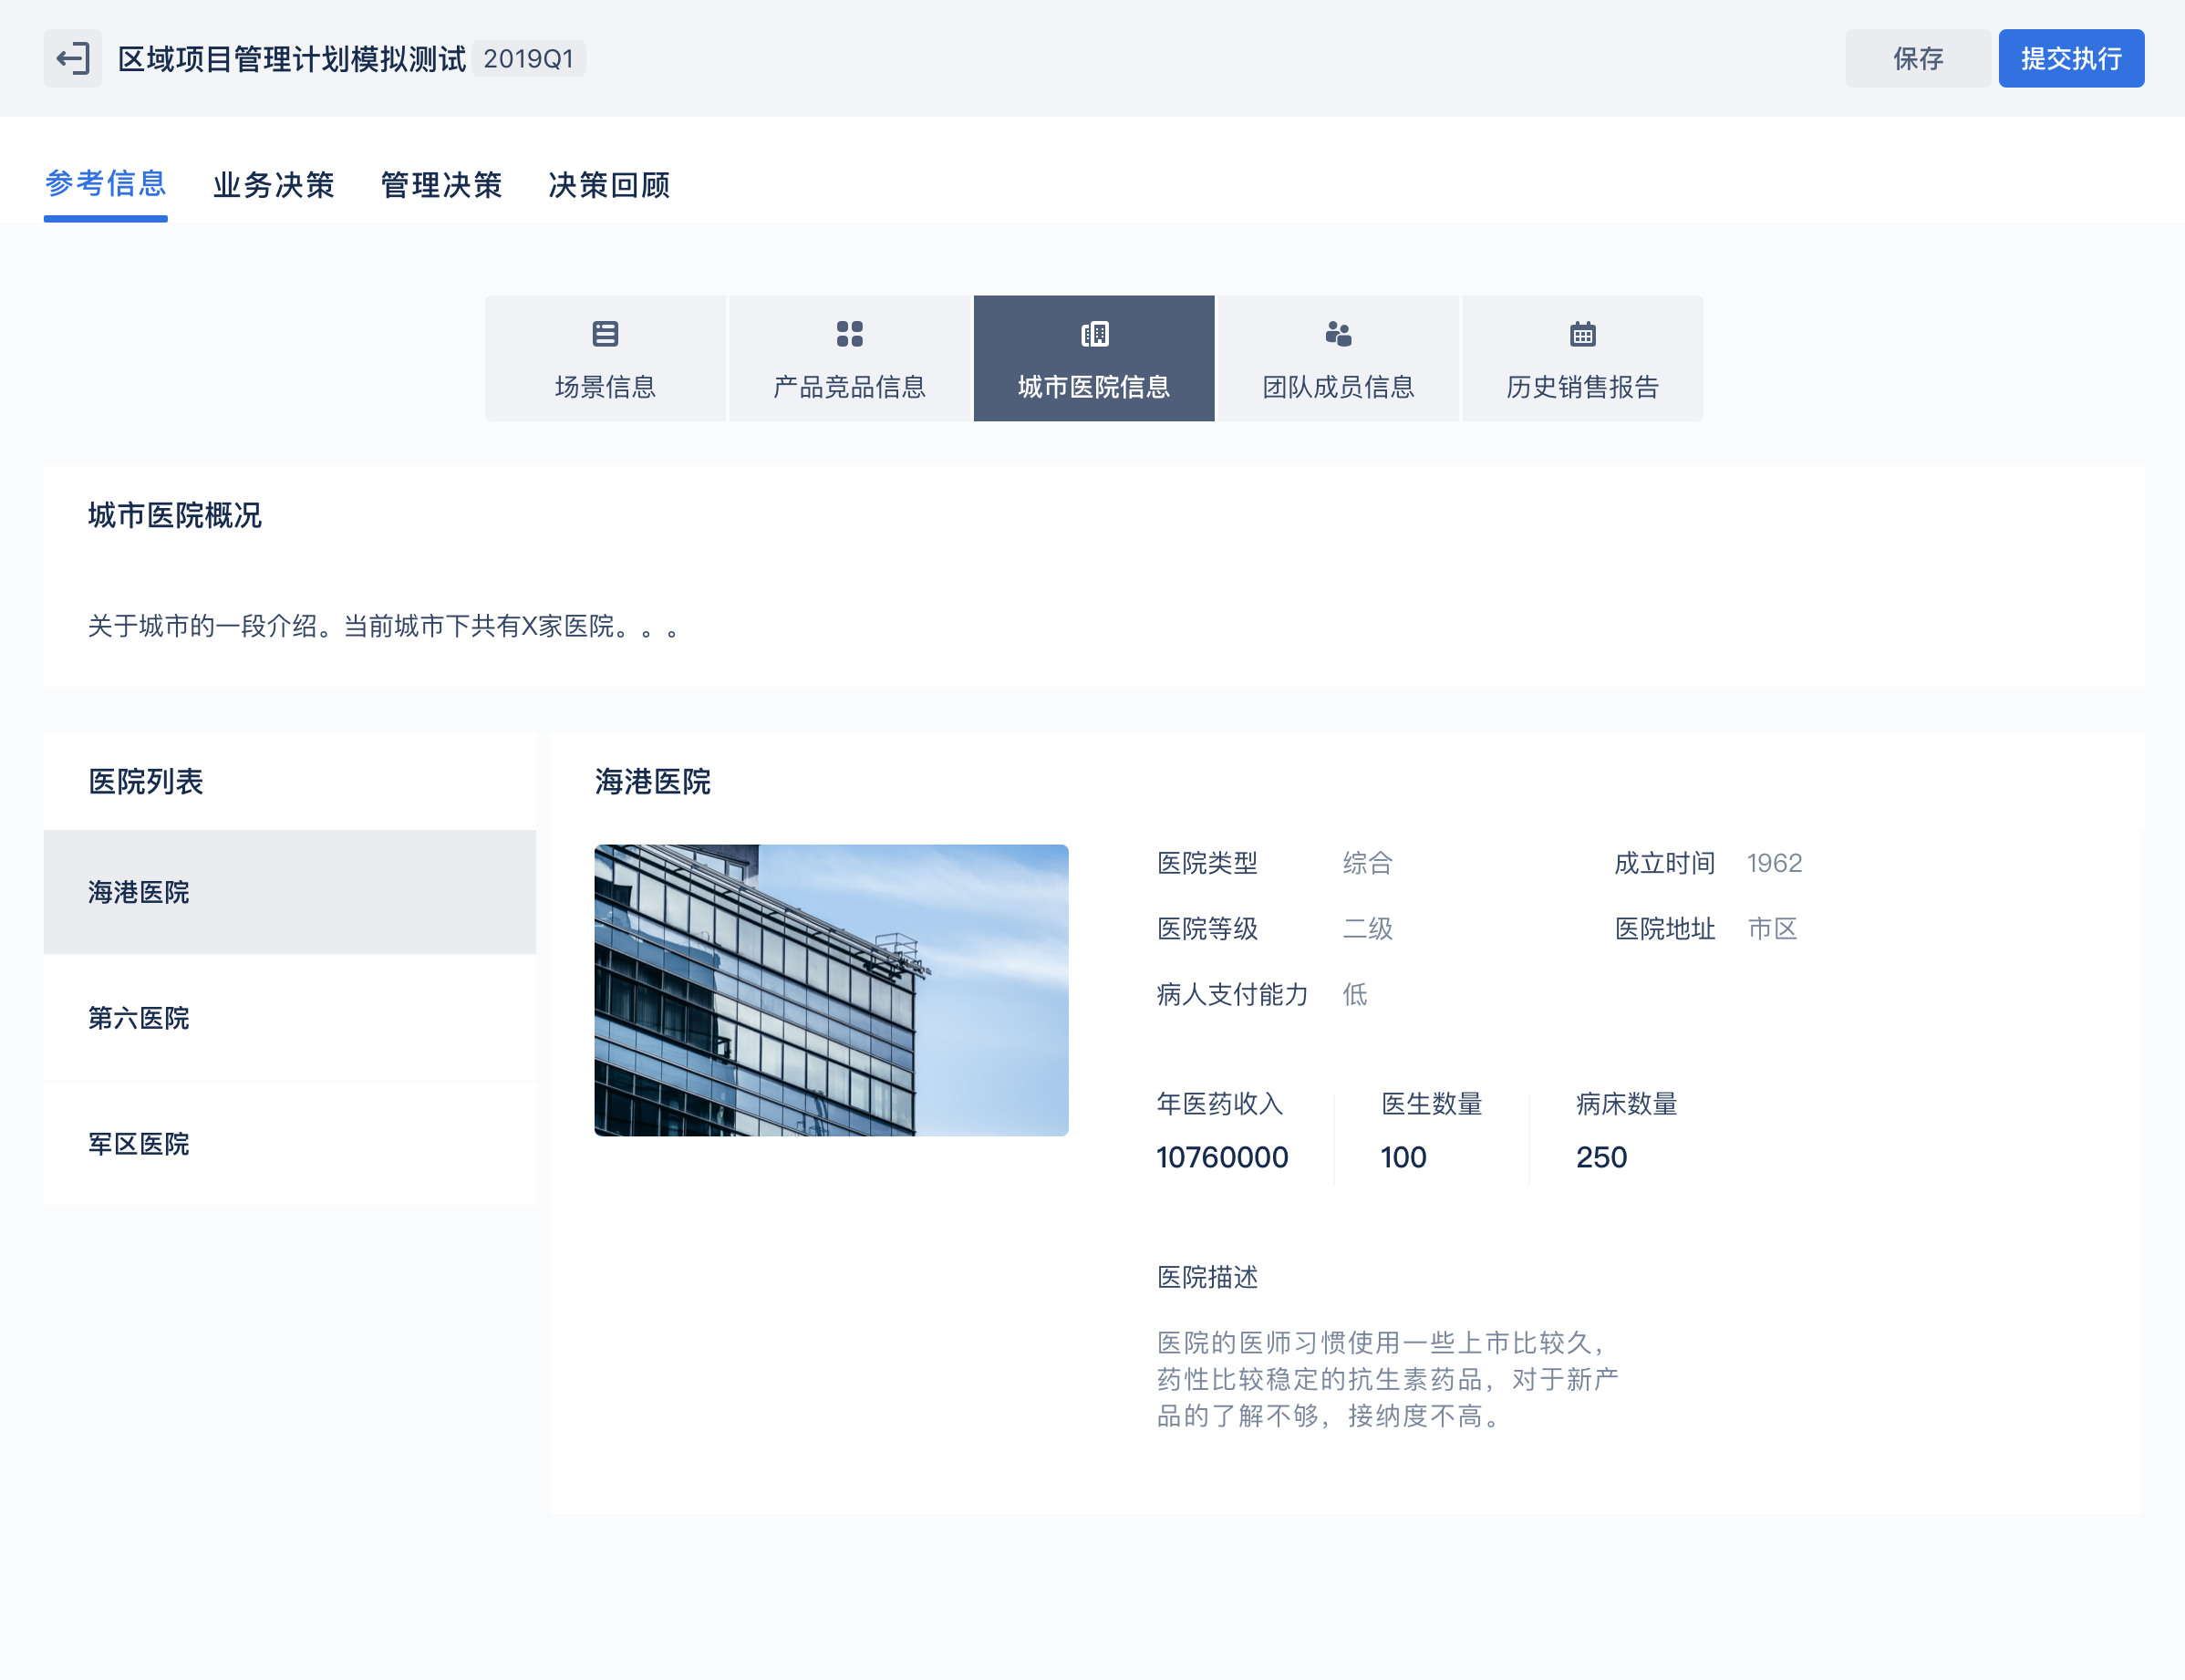 区域项目管理计划模拟测试 2019Q1 保存 提交执行
参考信息 业务决策 管理决策 决策回顾
场景信息 产品竞品信息 城市医院信息 团队成员信息 历史销售报告
城市医院概况
关于城市的一段介绍。当前城市下共有X家医院。。。
医院列表
海港医院
第六医院
军区医院
海港医院
医院类型 综合 成立时间 1962
医院等级 二级 医院地址 市区
病人支付能力 低
年医药收入 医生数量 病床数量
10760000 100 250
医院描述
医院的医师习惯使用一些上市比较久，
药性比较稳定的抗生素药品，对于新产
品的了解不够，接纳度不高。